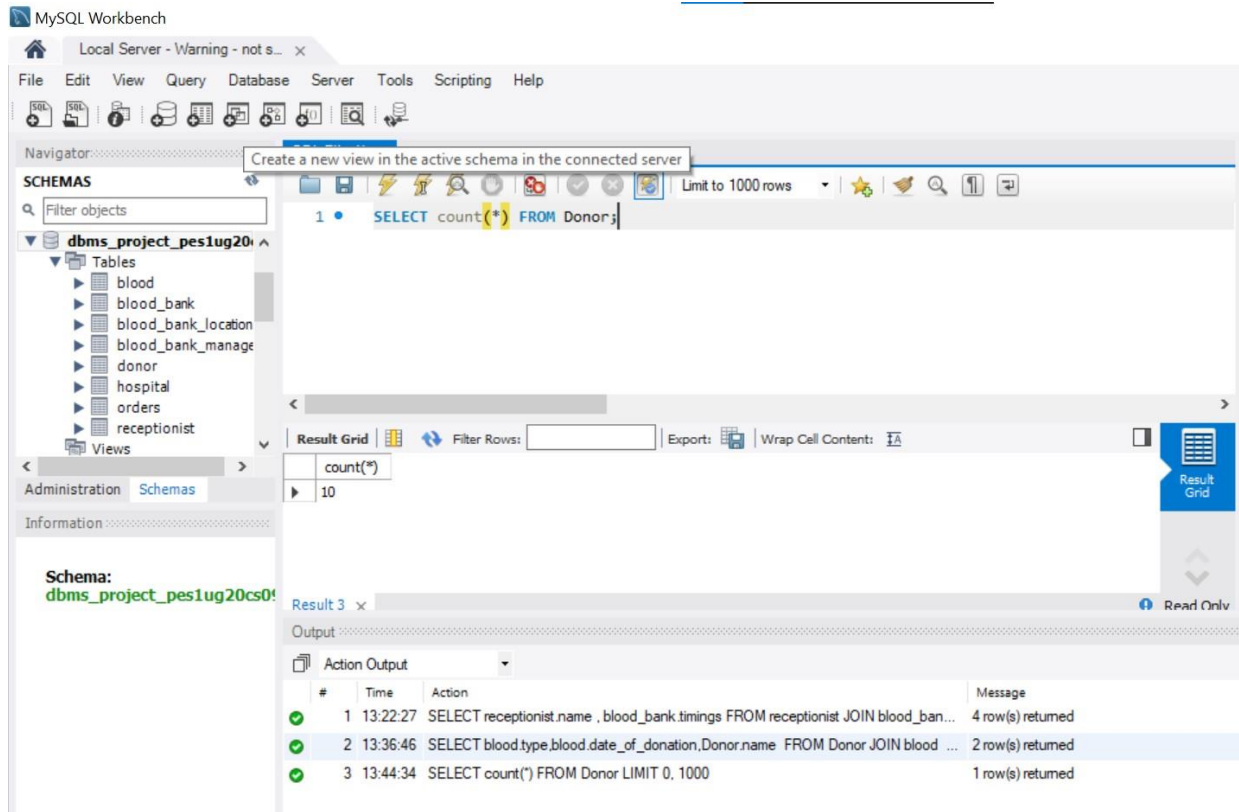 MySQL Workbench
Local Server - Warning - not s...
File Edit View Query Database Server Tools Scripting Help
Navigator
Create a new view in the active schema in the connected server
SCHEMAS
Limit to 1000 rows
Filter objects
1 SELECT count(*) FROM Donor;
dbms_project_pes1ug20
Tables
blood
blood_bank
blood_bank_location
blood_bank_manage
donor
hospital
orders
receptionist
Views
Result Grid Filter Rows: Export: Wrap Cell Content:
count(*)
10
Result Grid
Administration Schemas
Information
Schema:
dbms_project_pes1ug20cs09
Result 3
Read Only
Output
Action Output
# Time Action Message
1 13:22:27 SELECT receptionist.name , blood_bank.timings FROM receptionist JOIN blood_ban... 4 row(s) returned
2 13:36:46 SELECT blood.type,blood.date_of_donation,Donor.name FROM Donor JOIN blood ... 2 row(s) returned
3 13:44:34 SELECT count(*) FROM Donor LIMIT 0, 1000 1 row(s) returned